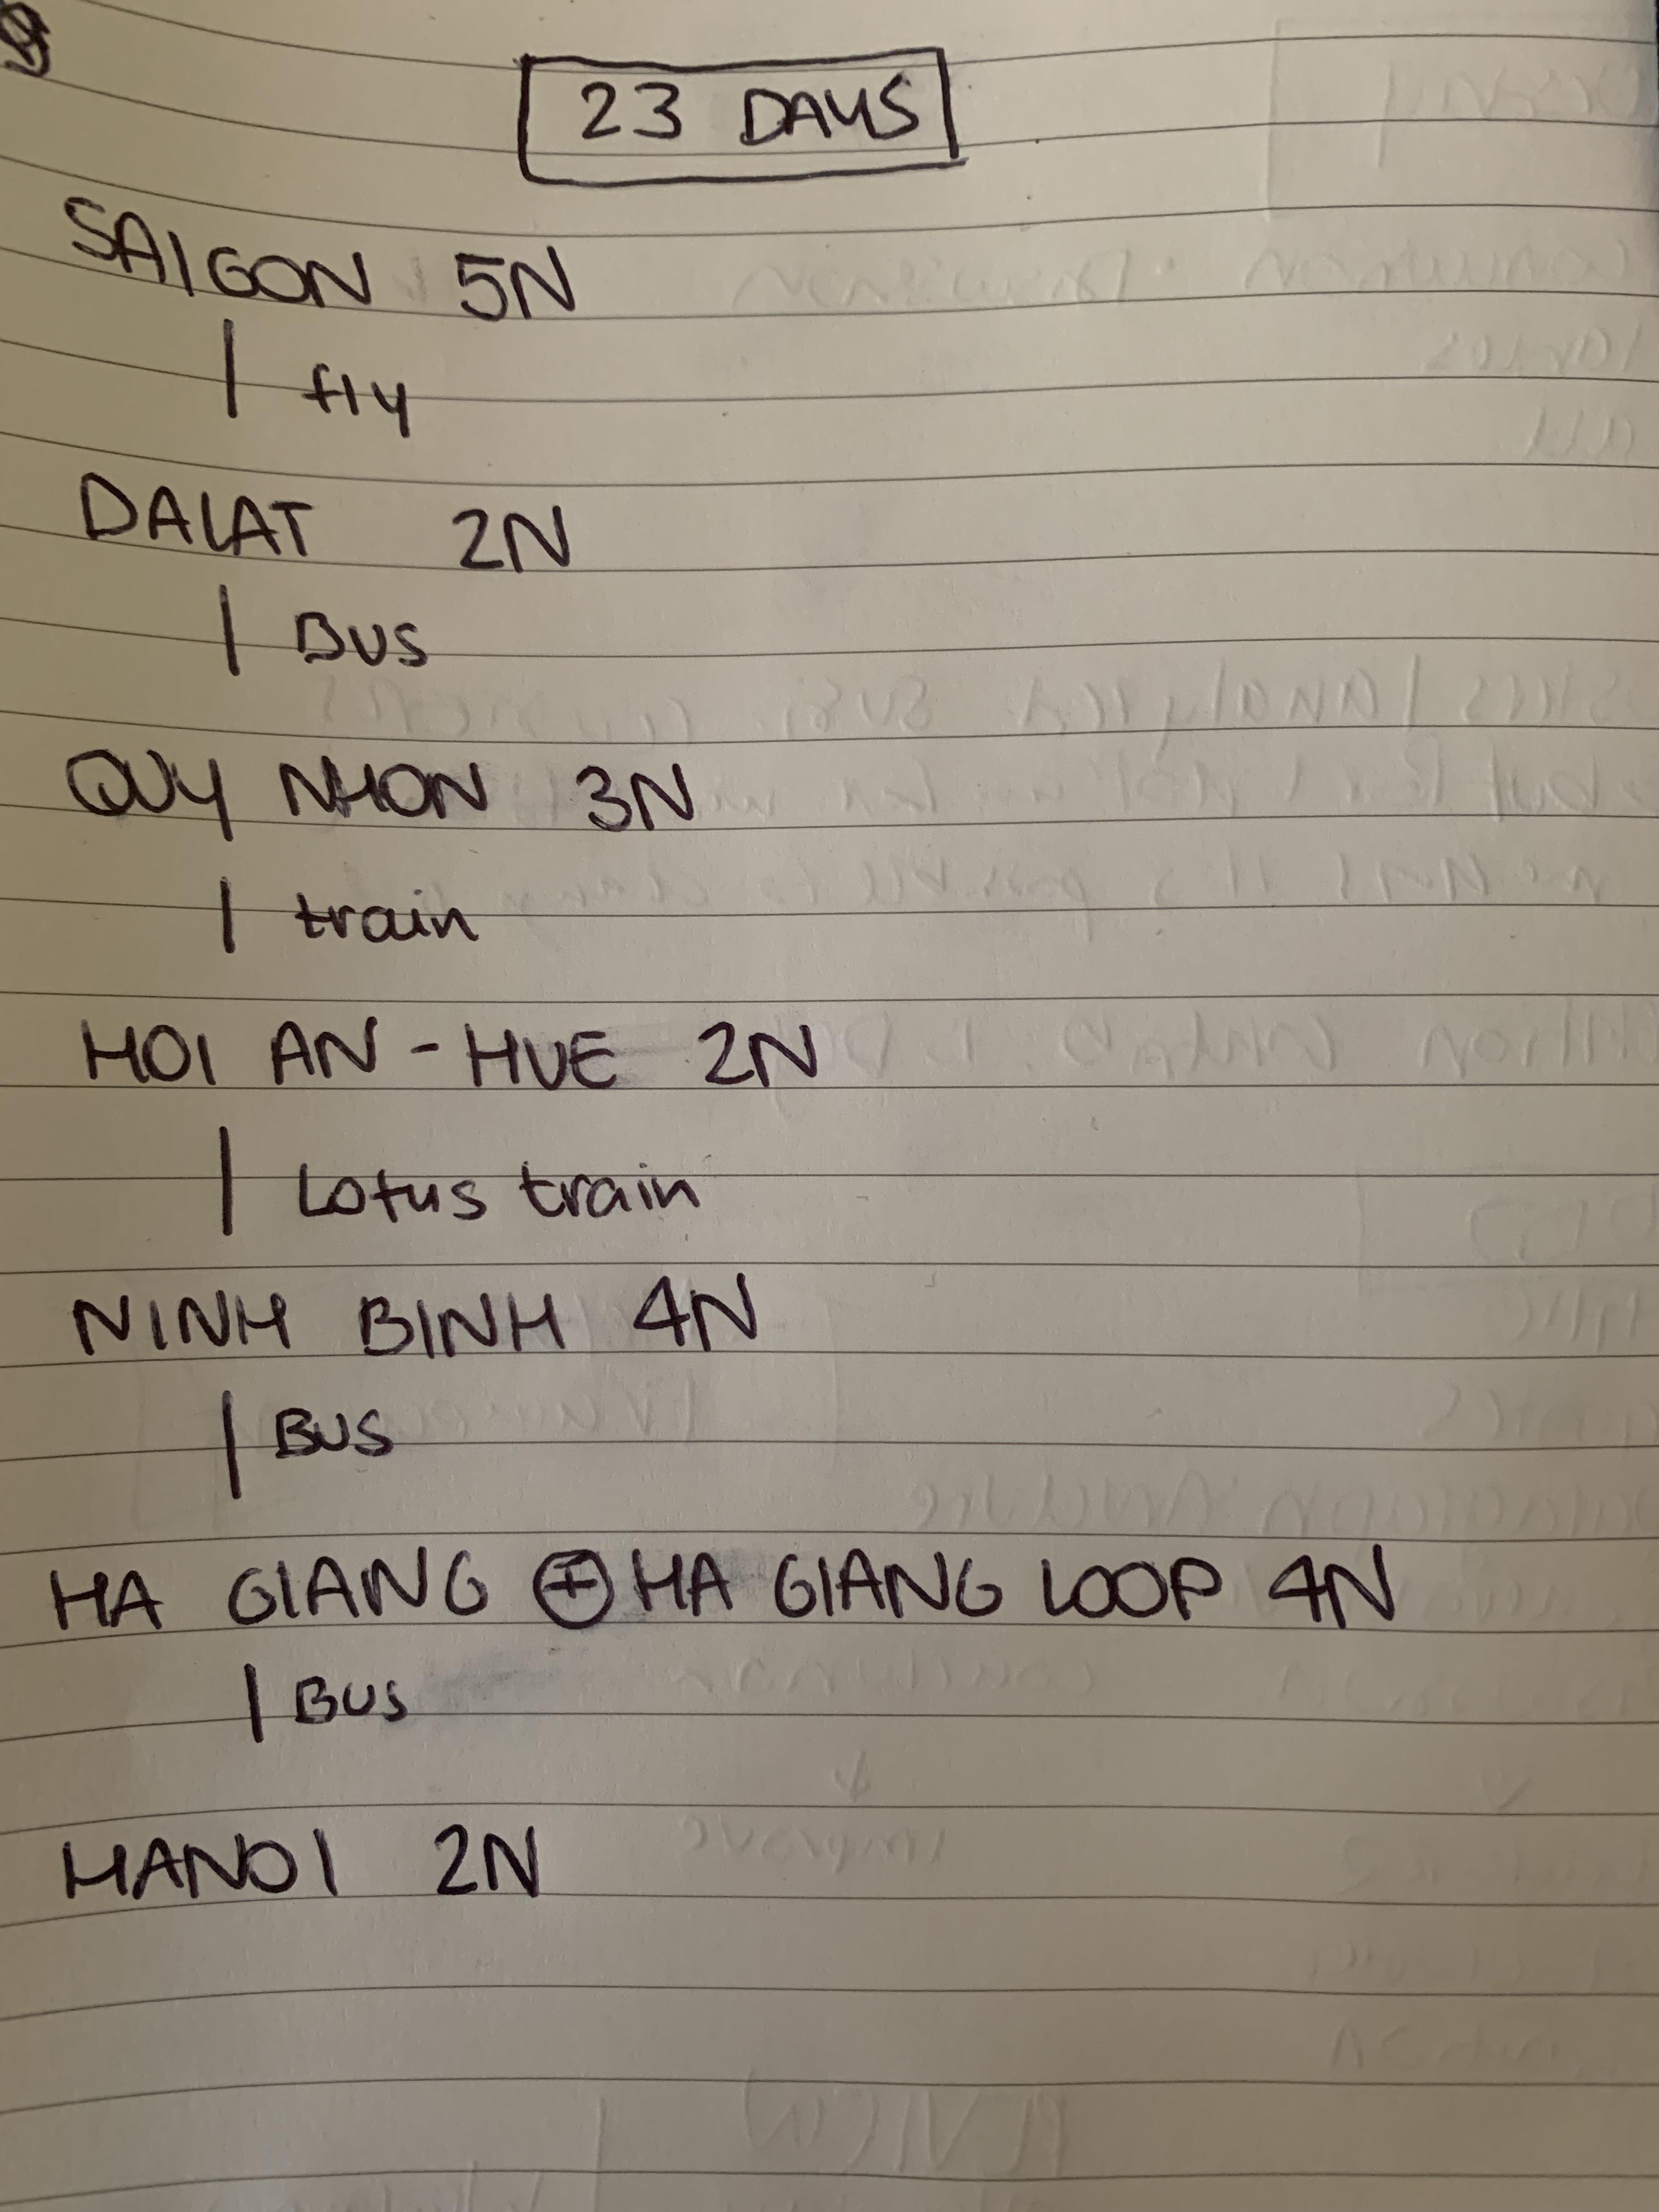 23 DAYS
SAIGON 5N
| fly
DALAT 2N
| BUS
QUY NHON 3N
| train
HOI AN - HUE 2N
| Lotus train
NINH BINH 4N
| BUS
HA GIANG ⊕ HA GIANG LOOP 4N
| BUS
HANOI 2N